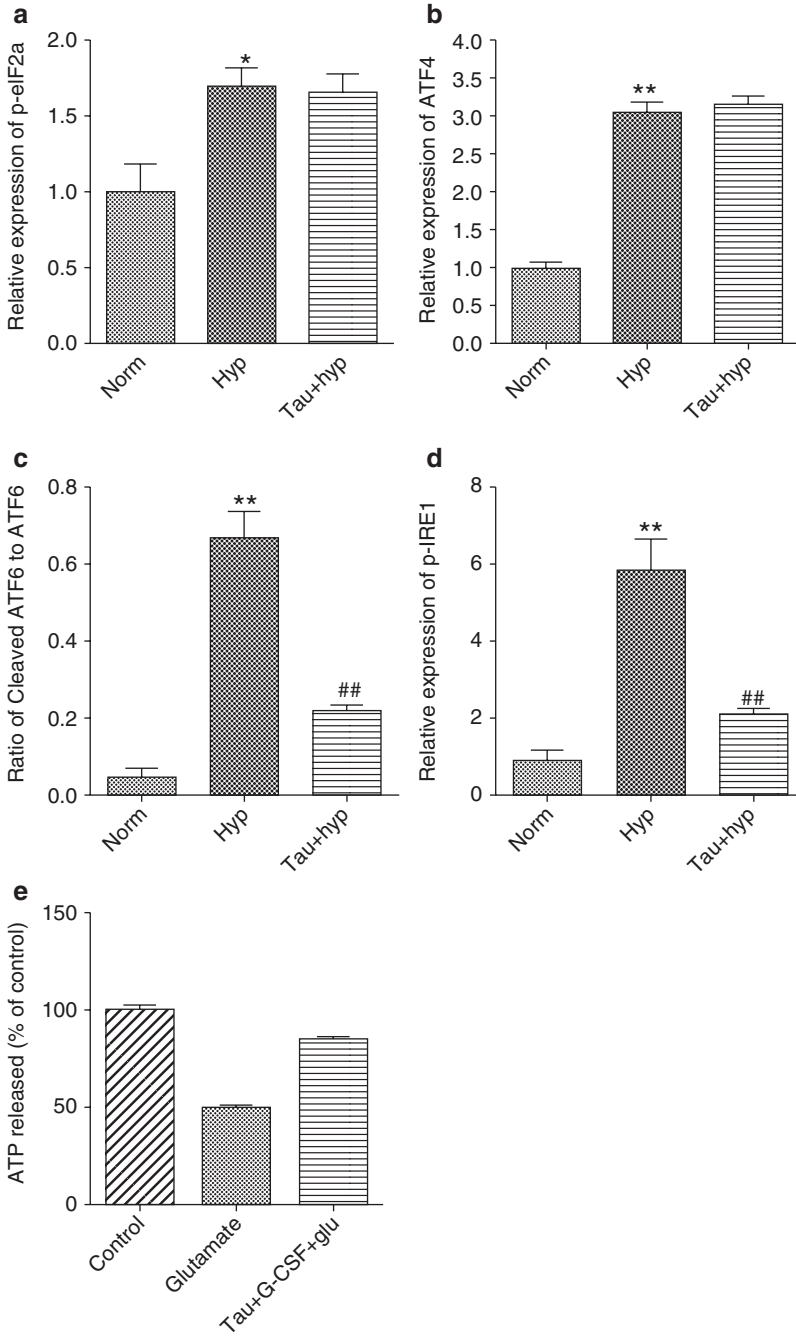 a
Relative expression of p-eIF2a
2.0
1.5
1.0
0.5
0.0
*
Norm
Hyp
Tau+hyp
b
Relative expression of ATF4
4.0
3.5
3.0
2.5
2.0
1.5
1.0
0.5
0.0
**
Norm
Hyp
Tau+hyp
c
Ratio of Cleaved ATF6 to ATF6
0.8
0.6
0.4
0.2
0.0
**
##
Norm
Hyp
Tau+hyp
d
Relative expression of p-IRE1
8
6
4
2
0
**
##
Norm
Hyp
Tau+hyp
e
ATP released (% of control)
150
100
50
0
Control
Glutamate
Tau+G-CSF+glu